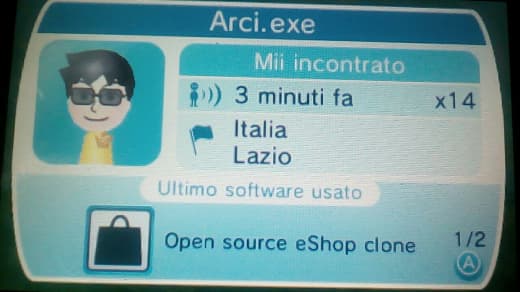 Arci.exe
Mii incontrato
3 minuti fa x14
Italia
Lazio
Ultimo software usato
Open source eShop clone 1/2
A